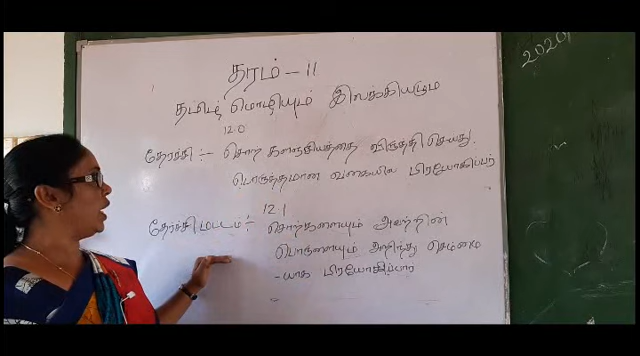 தரம் - 11
2020
தமிழ் மொழியும் இலக்கியமும்
12.0
தேர்ச்சி :- சொற் களஞ்சியத்தை விருத்தி செய்து
பொருத்தமான வகையில் பிரயோகிப்பர்
12.1
தேர்ச்சி மட்டம் :- சொற்களையும் அவற்றின்
பொருளையும் அறிந்து செம்மை
-யாக பிரயோகிப்பார்